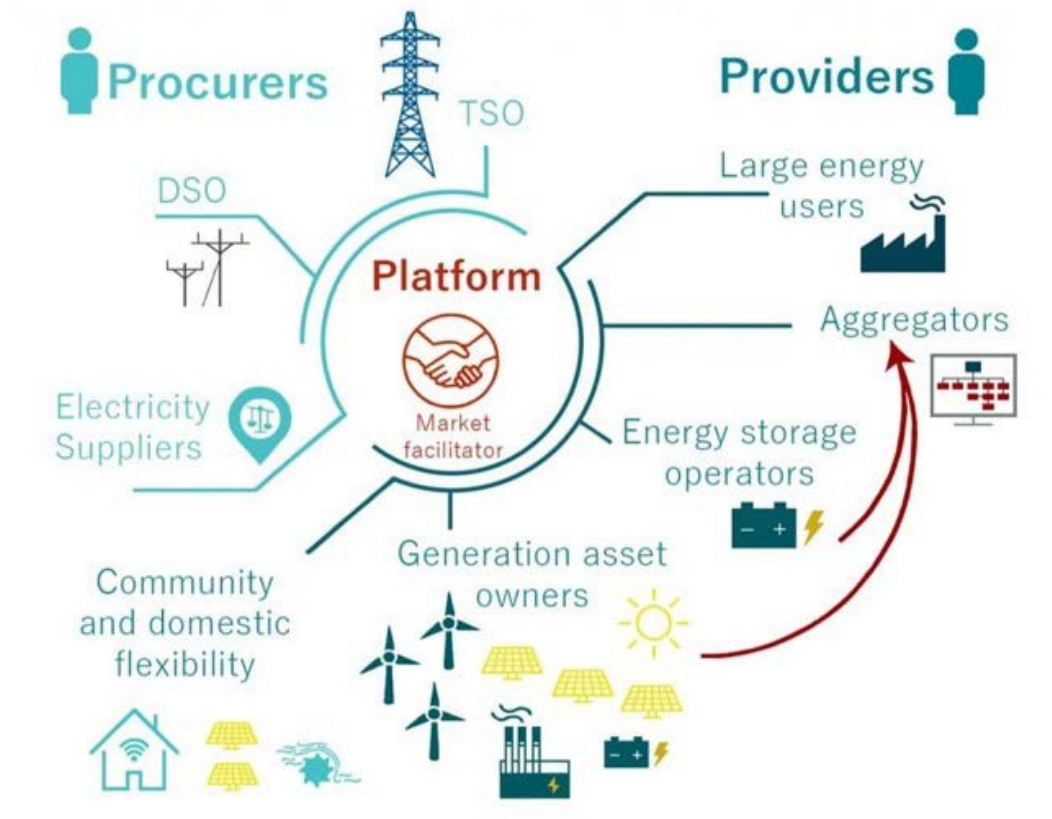 Procurers
Providers
TSO
DSO
Large energy
users
Platform
Aggregators
Market
facilitator
Electricity
Suppliers
Energy storage
operators
Generation asset
owners
Community
and domestic
flexibility